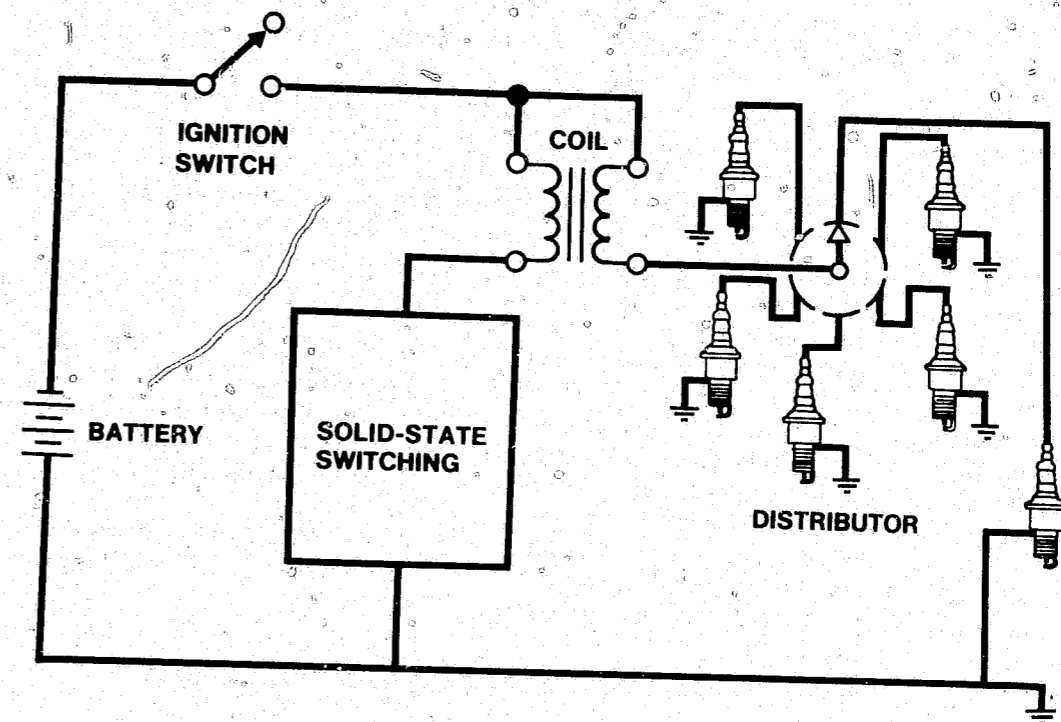 IGNITION
SWITCH
COIL
BATTERY
SOLID-STATE
SWITCHING
DISTRIBUTOR